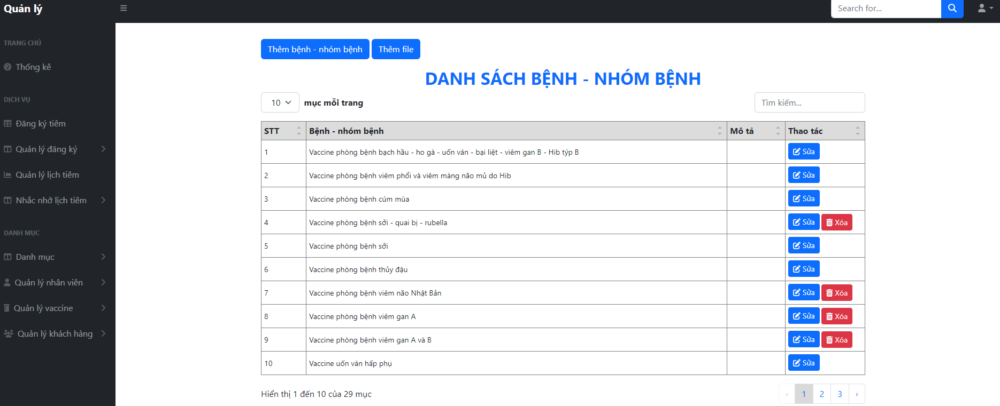 Quản lý
Search for...
TRANG CHỦ
Thống kê
DỊCH VỤ
Đăng ký tiêm
Quản lý đăng ký
Quản lý lịch tiêm
Nhắc nhở lịch tiêm
DANH MỤC
Danh mục
Quản lý nhân viên
Quản lý vaccine
Quản lý khách hàng
Thêm bệnh - nhóm bệnh Thêm file
DANH SÁCH BỆNH - NHÓM BỆNH
10 mục mỗi trang Tìm kiếm...
STT Bệnh - nhóm bệnh Mô tả Thao tác
1 Vaccine phòng bệnh bạch hầu - ho gà - uốn ván - bại liệt - viêm gan B - Hib týp B Sửa
2 Vaccine phòng bệnh viêm phổi và viêm màng não mủ do Hib Sửa
3 Vaccine phòng bệnh cúm mùa Sửa
4 Vaccine phòng bệnh sởi - quai bị - rubella Sửa Xóa
5 Vaccine phòng bệnh sởi Sửa
6 Vaccine phòng bệnh thủy đậu Sửa
7 Vaccine phòng bệnh viêm não Nhật Bản Sửa Xóa
8 Vaccine phòng bệnh viêm gan A Sửa Xóa
9 Vaccine phòng bệnh viêm gan A và B Sửa Xóa
10 Vaccine uốn ván hấp phụ Sửa
Hiển thị 1 đến 10 của 29 mục ‹ 1 2 3 ›